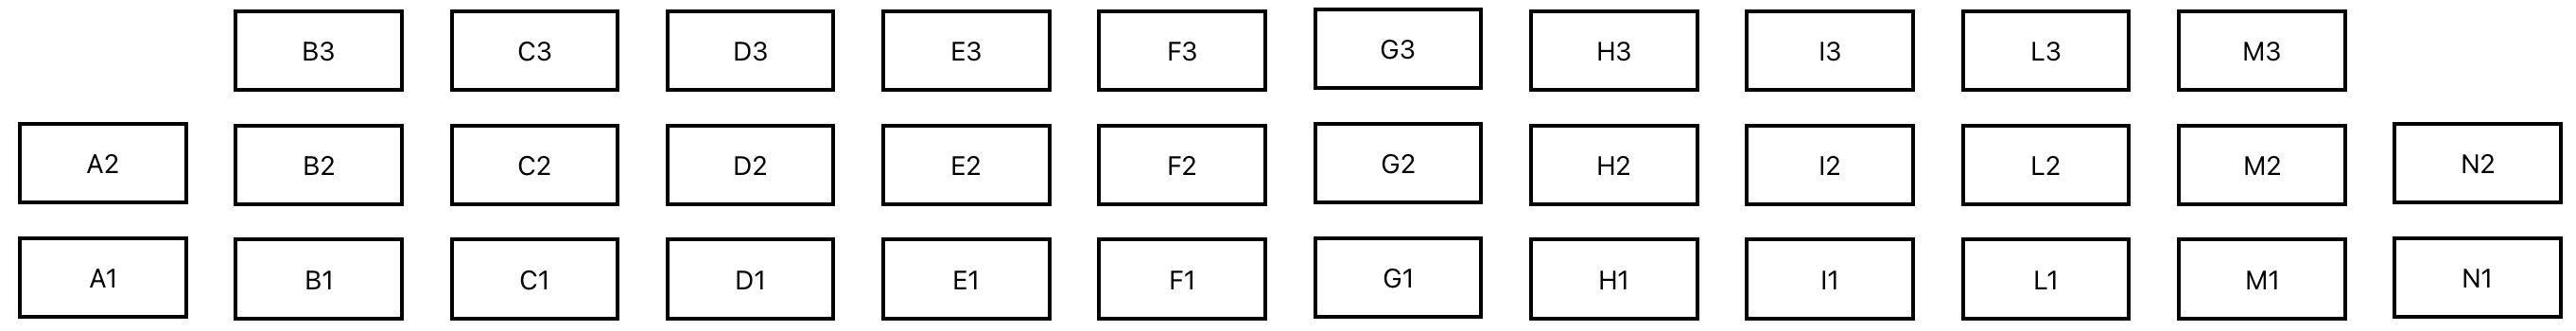 B3 C3 D3 E3 F3 G3 H3 I3 L3 M3
A2 B2 C2 D2 E2 F2 G2 H2 I2 L2 M2 N2
A1 B1 C1 D1 E1 F1 G1 H1 I1 L1 M1 N1